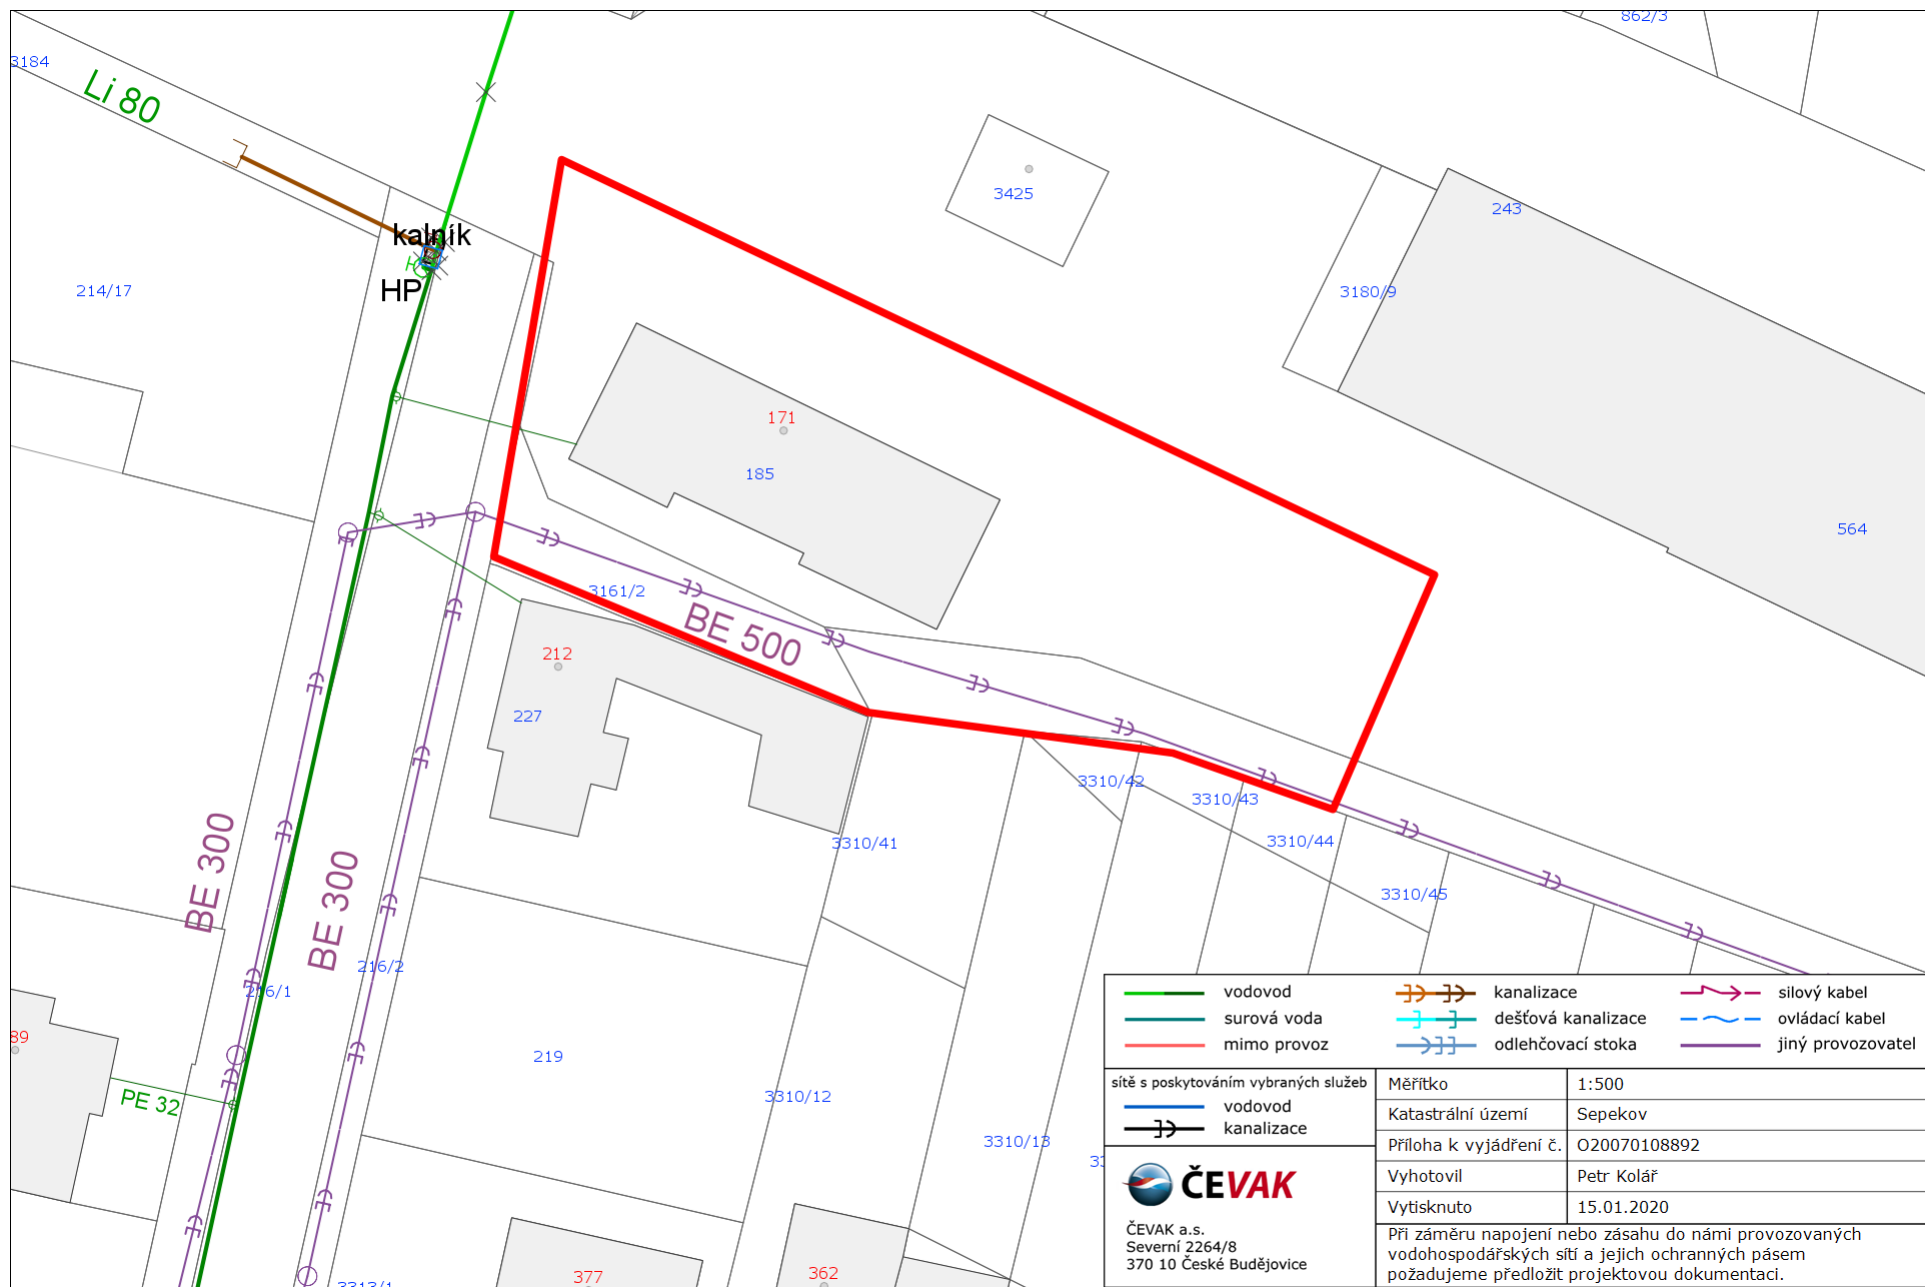 862/3
3184
Li 80
3425
243
kalník
HP
214/17
3180/9
171
185
564
3161/2
BE 500
212
227
3310/42
3310/43
3310/44
3310/41
3310/45
BE 300
BE 300
216/2
216/1
89
219
PE 32
3310/12
3310/13
377
362
3313/1
vodovod
surová voda
mimo provoz
kanalizace
dešťová kanalizace
odlehčovací stoka
silový kabel
ovládací kabel
jiný provozovatel
sítě s poskytováním vybraných služeb
vodovod
kanalizace
Měřítko 1:500
Katastrální území Sepekov
Příloha k vyjádření č. O20070108892
Vyhotovil Petr Kolář
Vytisknuto 15.01.2020
ČEVAK
ČEVAK a.s.
Severní 2264/8
370 10 České Budějovice
Při záměru napojení nebo zásahu do námi provozovaných
vodohospodářských sítí a jejich ochranných pásem
požadujeme předložit projektovou dokumentaci.